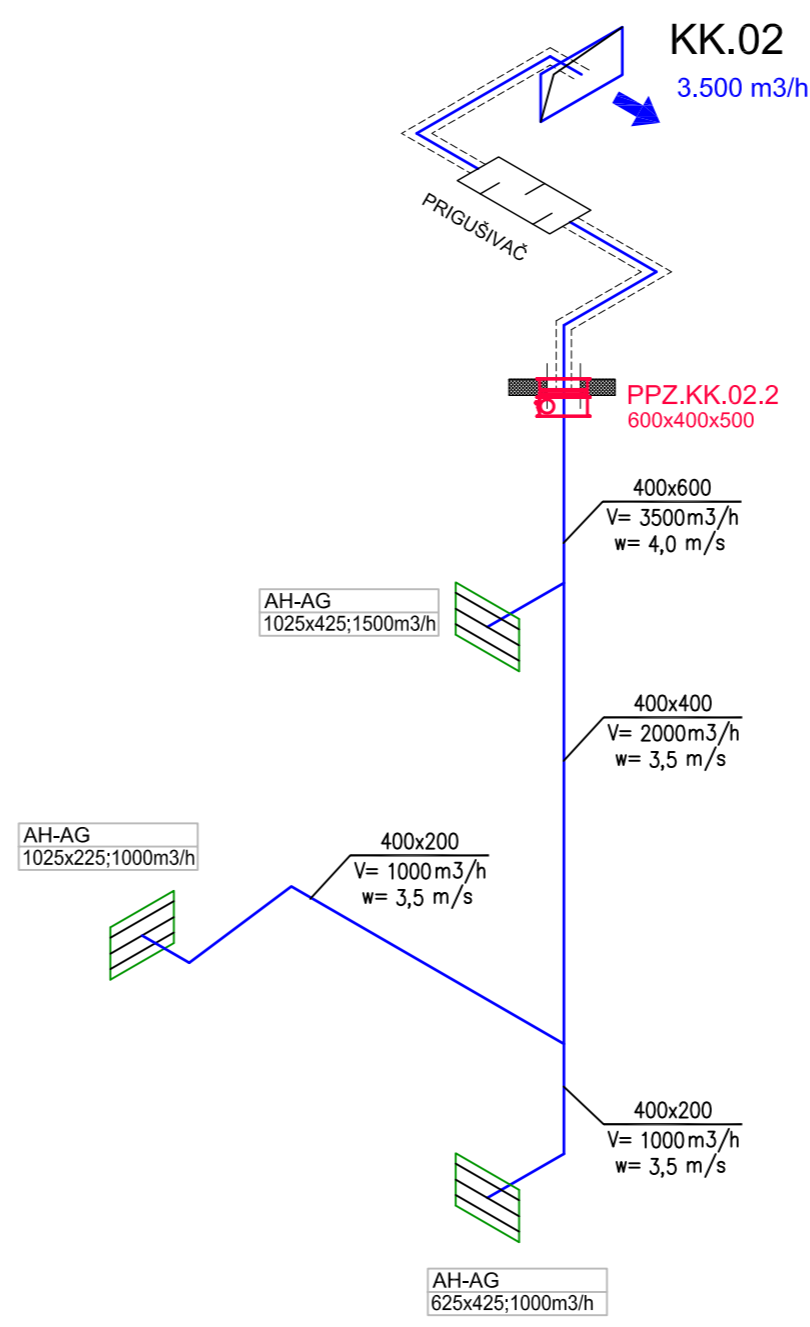 KK.02
3.500 m3/h
PRIGUŠIVAČ
PPZ.KK.02.2
600x400x500
400x600
V= 3500m3/h
w= 4,0 m/s
AH-AG
1025x425;1500m3/h
400x400
V= 2000m3/h
w= 3,5 m/s
AH-AG
1025x225;1000m3/h
400x200
V= 1000m3/h
w= 3,5 m/s
400x200
V= 1000m3/h
w= 3,5 m/s
AH-AG
625x425;1000m3/h